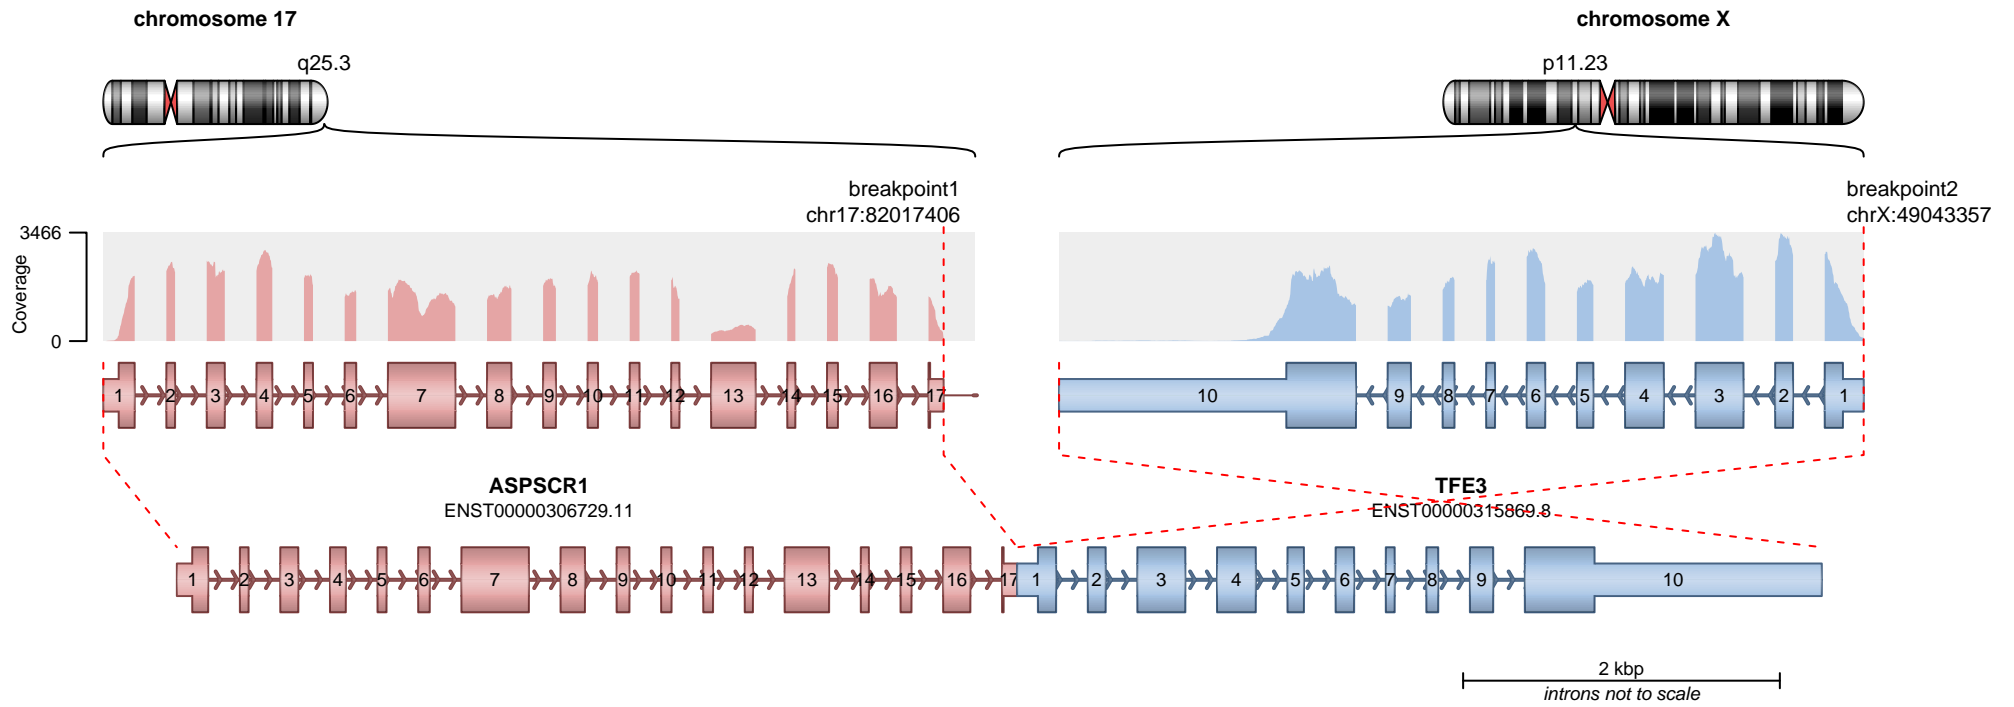 chromosome 17
chromosome X
q25.3
p11.23
breakpoint1
chr17:82017406
breakpoint2
chrX:49043357
3466
Coverage
0
1 2 3 4 5 6 7 8 9 10 11 12 13 14 15 16 17
10 9 8 7 6 5 4 3 2 1
ASPSCR1
ENST00000306729.11
TFE3
ENST00000315869.8
1 2 3 4 5 6 7 8 9 10 11 12 13 14 15 16 17 1 2 3 4 5 6 7 8 9 10
2 kbp
introns not to scale